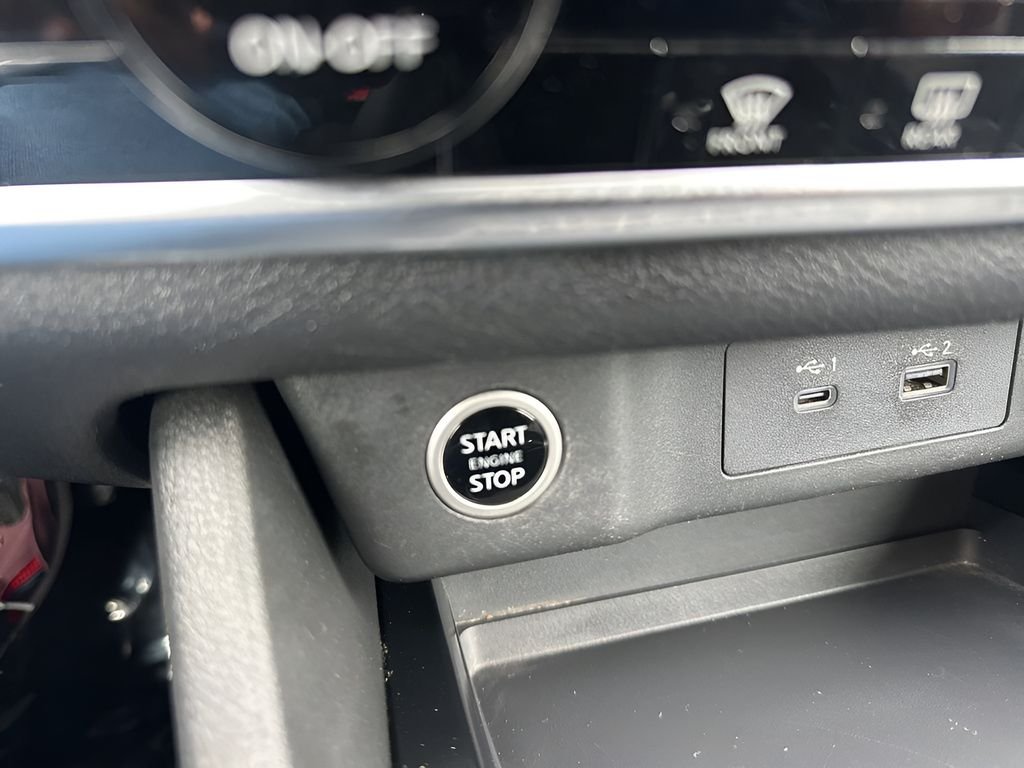 ON OFF
FRONT
REAR
1
2
START
ENGINE
STOP